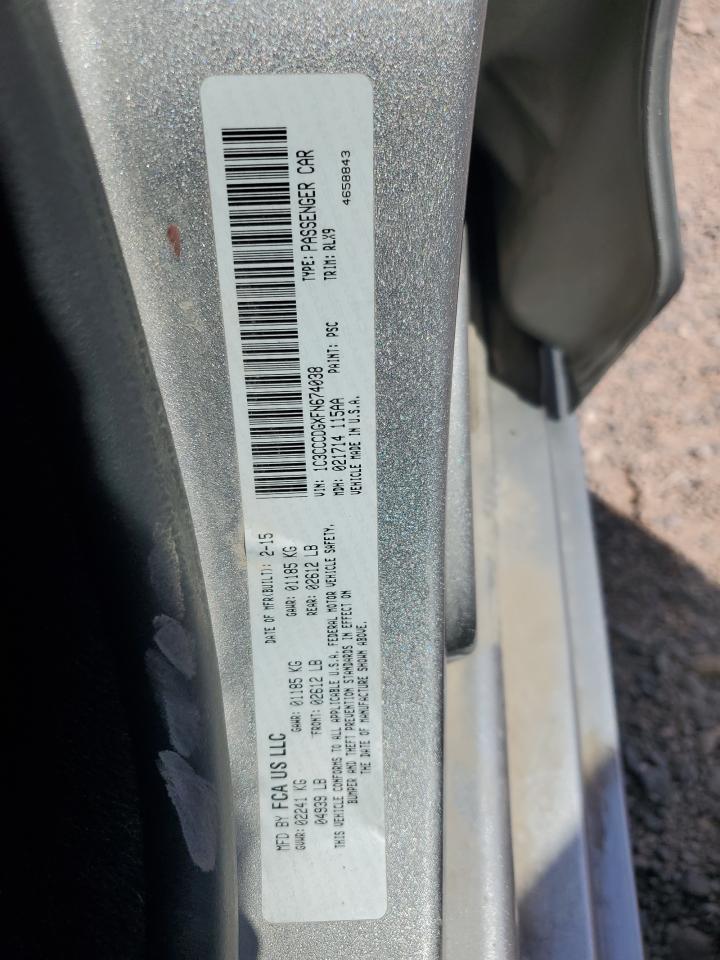 MFD BY FCA US LLC
DATE OF MFR(BUILT): 2-15
GVWR: 02241 KG
GAWR: 01185 KG
GAWR: 01185 KG
04939 LB
FRONT: 02612 LB
REAR: 02612 LB
THIS VEHICLE CONFORMS TO ALL APPLICABLE U.S.A. FEDERAL MOTOR VEHICLE SAFETY,
BUMPER AND THEFT PREVENTION STANDARDS IN EFFECT ON
THE DATE OF MANUFACTURE SHOWN ABOVE.
VIN: 1C3CCCDGXFN674038
TYPE: PASSENGER CAR
MDH: 021714 115AA
PAINT: PSC
TRIM: RLX9
VEHICLE MADE IN U.S.A.
4658843